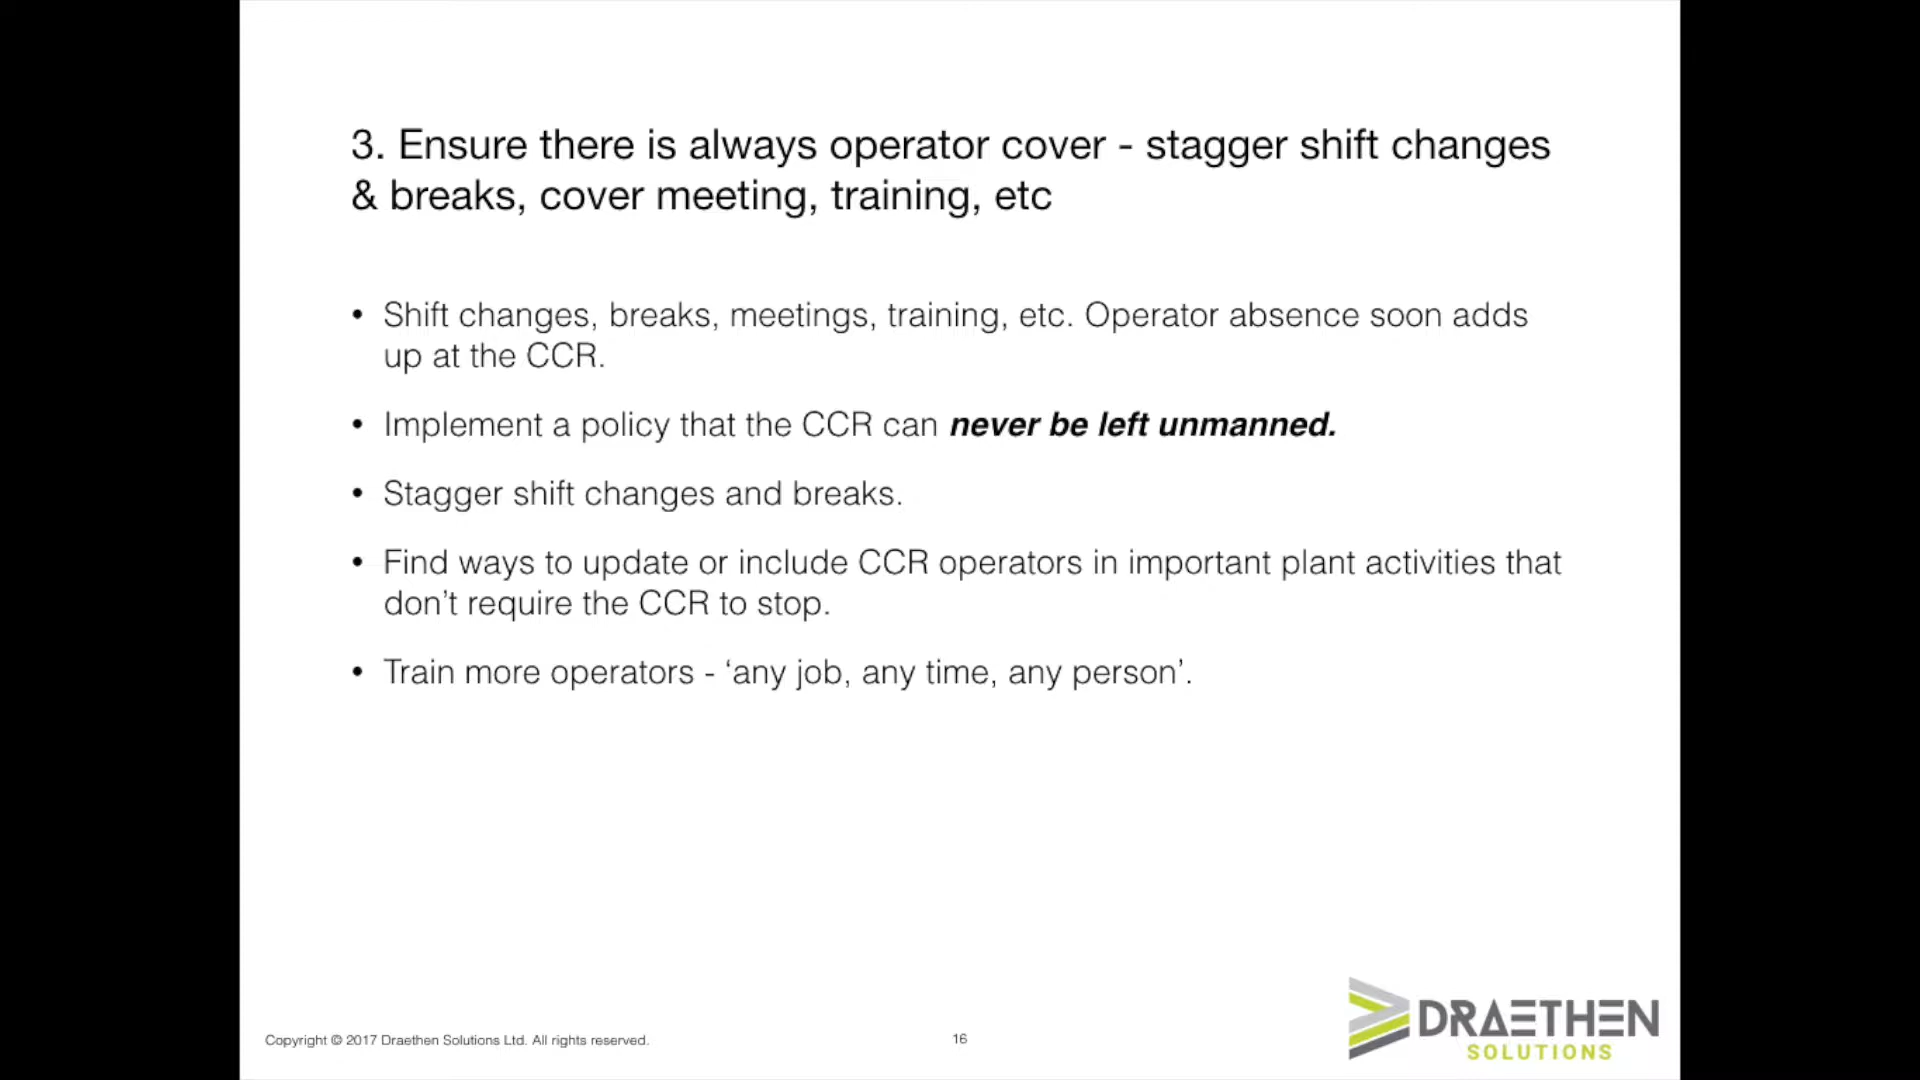 3. Ensure there is always operator cover - stagger shift changes
& breaks, cover meeting, training, etc
• Shift changes, breaks, meetings, training, etc. Operator absence soon adds
up at the CCR.
• Implement a policy that the CCR can never be left unmanned.
• Stagger shift changes and breaks.
• Find ways to update or include CCR operators in important plant activities that
don’t require the CCR to stop.
• Train more operators - ‘any job, any time, any person’.
Copyright © 2017 Draethen Solutions Ltd. All rights reserved.
16
DRAETHEN
SOLUTIONS